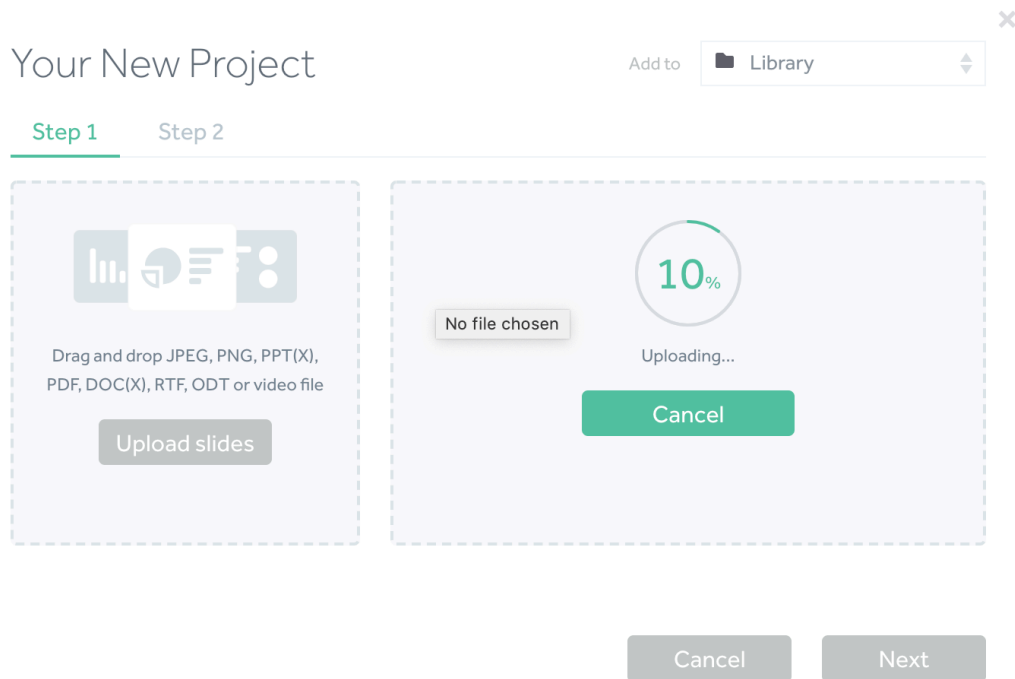 Your New Project
Add to
Library
Step 1
Step 2
Drag and drop JPEG, PNG, PPT(X),
PDF, DOC(X), RTF, ODT or video file
Upload slides
10%
No file chosen
Uploading...
Cancel
Cancel
Next